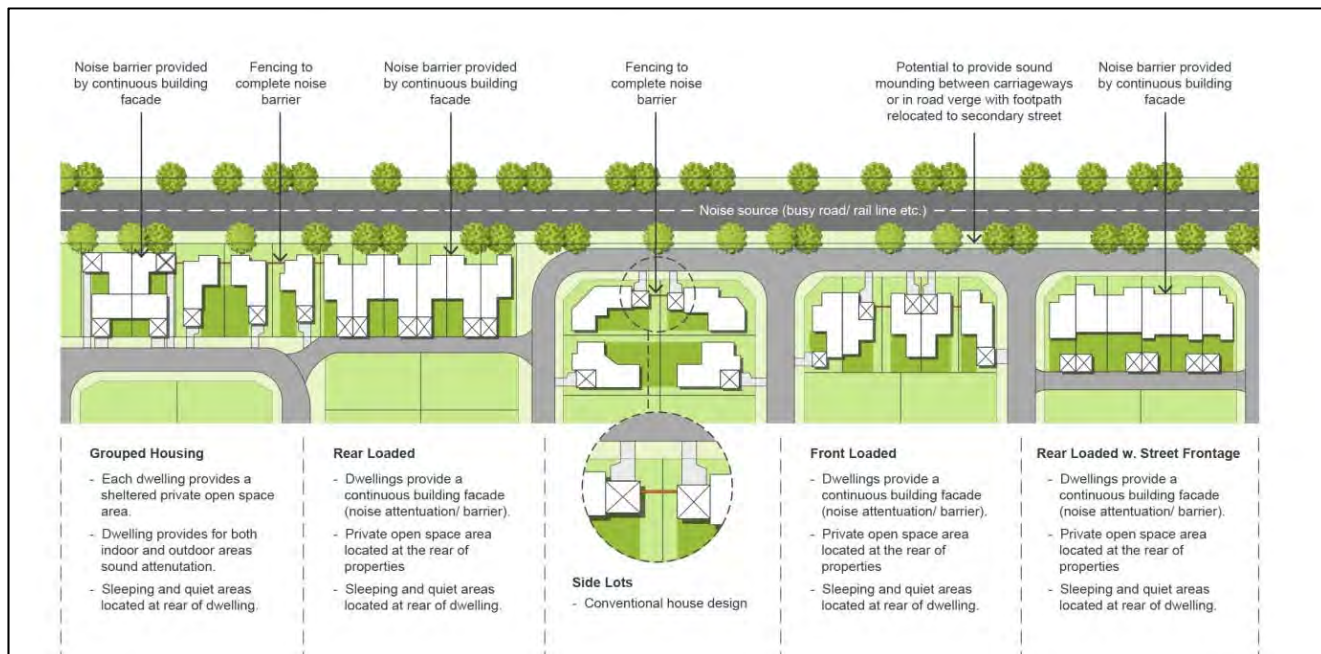 Noise barrier provided
by continuous building
facade
Fencing to
complete noise
barrier
Noise barrier provided
by continuous building
facade
Fencing to
complete noise
barrier
Potential to provide sound
mounding between carriageways
or in road verge with footpath
relocated to secondary street
Noise barrier provided
by continuous building
facade
Noise source (busy road/ rail line etc.)
Grouped Housing
- Each dwelling provides a
sheltered private open space
area.
- Dwelling provides for both
indoor and outdoor areas
sound attenutation.
- Sleeping and quiet areas
located at rear of dwelling.
Rear Loaded
- Dwellings provide a
continuous building facade
(noise attentuation/ barrier).
- Private open space area
located at the rear of
properties
- Sleeping and quiet areas
located at rear of dwelling.
Side Lots
- Conventional house design
Front Loaded
- Dwellings provide a
continuous building facade
(noise attentuation/ barrier).
- Private open space area
located at the rear of
properties
- Sleeping and quiet areas
located at rear of dwelling.
Rear Loaded w. Street Frontage
- Dwellings provide a
continuous building facade
(noise attentuation/ barrier).
- Private open space area
located at the rear of
properties
- Sleeping and quiet areas
located at rear of dwelling.